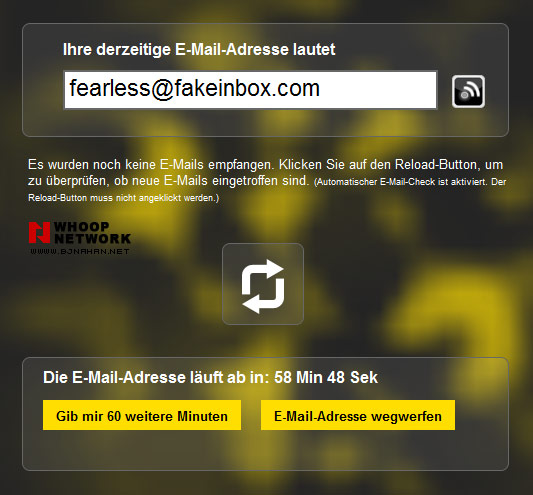 Ihre derzeitige E-Mail-Adresse lautet
fearless@fakeinbox.com
Es wurden noch keine E-Mails empfangen. Klicken Sie auf den Reload-Button, um
zu überprüfen, ob neue E-Mails eingetroffen sind. (Automatischer E-Mail-Check ist aktiviert. Der
Reload-Button muss nicht angeklickt werden.)
WHOOP
NETWORK
WWW.BJNAHAN.NET
Die E-Mail-Adresse läuft ab in: 58 Min 48 Sek
Gib mir 60 weitere Minuten
E-Mail-Adresse wegwerfen